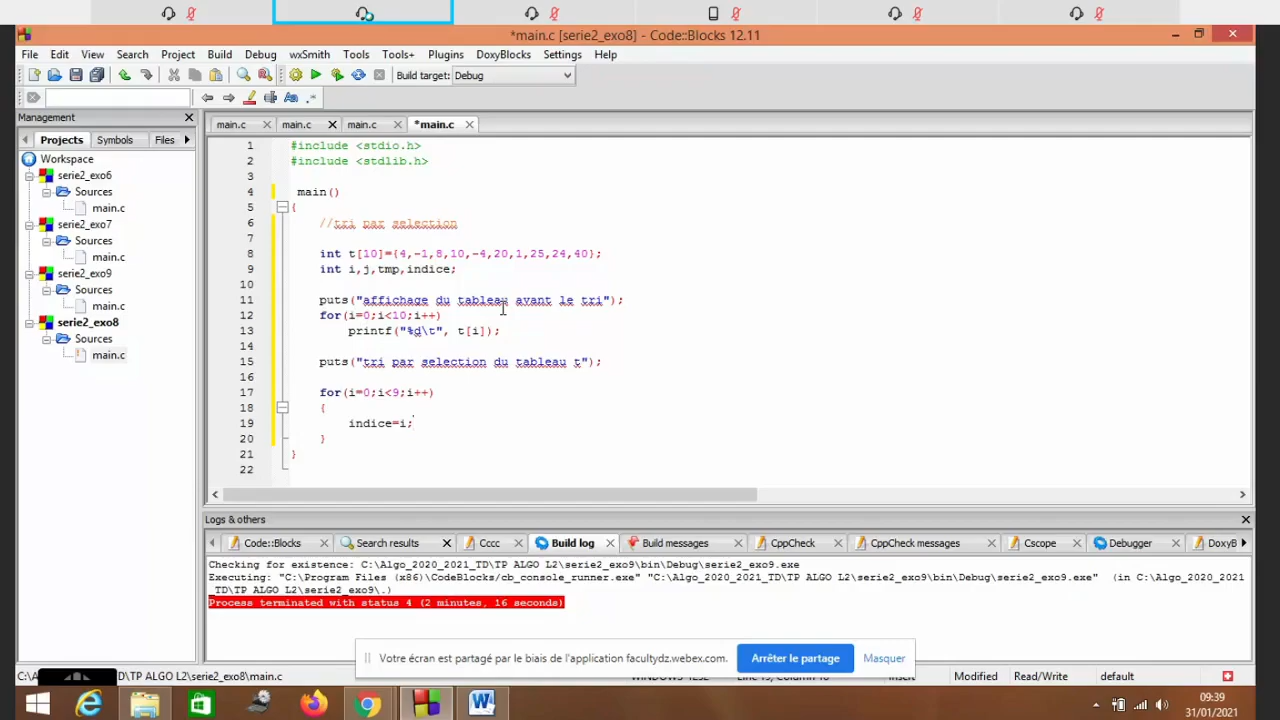 *main.c [serie2_exo8] - Code::Blocks 12.11
File Edit View Search Project Build Debug wxSmith Tools Tools+ Plugins DoxyBlocks Settings Help
Build target: Debug
Management
main.c main.c main.c *main.c
Projects Symbols Files
Workspace
serie2_exo6
Sources
main.c
serie2_exo7
Sources
main.c
serie2_exo9
Sources
main.c
serie2_exo8
Sources
main.c
1 #include <stdio.h>
2 #include <stdlib.h>
3
4 main()
5 {
6 //tri par selection
7
8 int t[10]={4,-1,8,10,-4,20,1,25,24,40};
9 int i,j,tmp,indice;
10
11 puts("affichage du tableau avant le tri");
12 for(i=0;i<10;i++)
13 printf("%d\t", t[i]);
14
15 puts("tri par selection du tableau t");
16
17 for(i=0;i<9;i++)
18 {
19 indice=i;
20 }
21 }
22
Logs & others
Code::Blocks Search results Cccc Build log Build messages CppCheck CppCheck messages Cscope Debugger DoxyB
Checking for existence: C:\Algo_2020_2021_TD\TP ALGO L2\serie2_exo9\bin\Debug\serie2_exo9.exe
Executing: "C:\Program Files (x86)\CodeBlocks/cb_console_runner.exe" "C:\Algo_2020_2021_TD\TP ALGO L2\serie2_exo9\bin\Debug\serie2_exo9.exe" (in C:\Algo_2020_2021
_TD\TP ALGO L2\serie2_exo9\.)
Process terminated with status 4 (2 minutes, 16 seconds)
Votre écran est partagé par le biais de l'application facultydz.webex.com. Arrêter le partage Masquer
C:\A D\TP ALGO L2\serie2_exo8\main.c Modified Read/Write default
09:39
31/01/2021